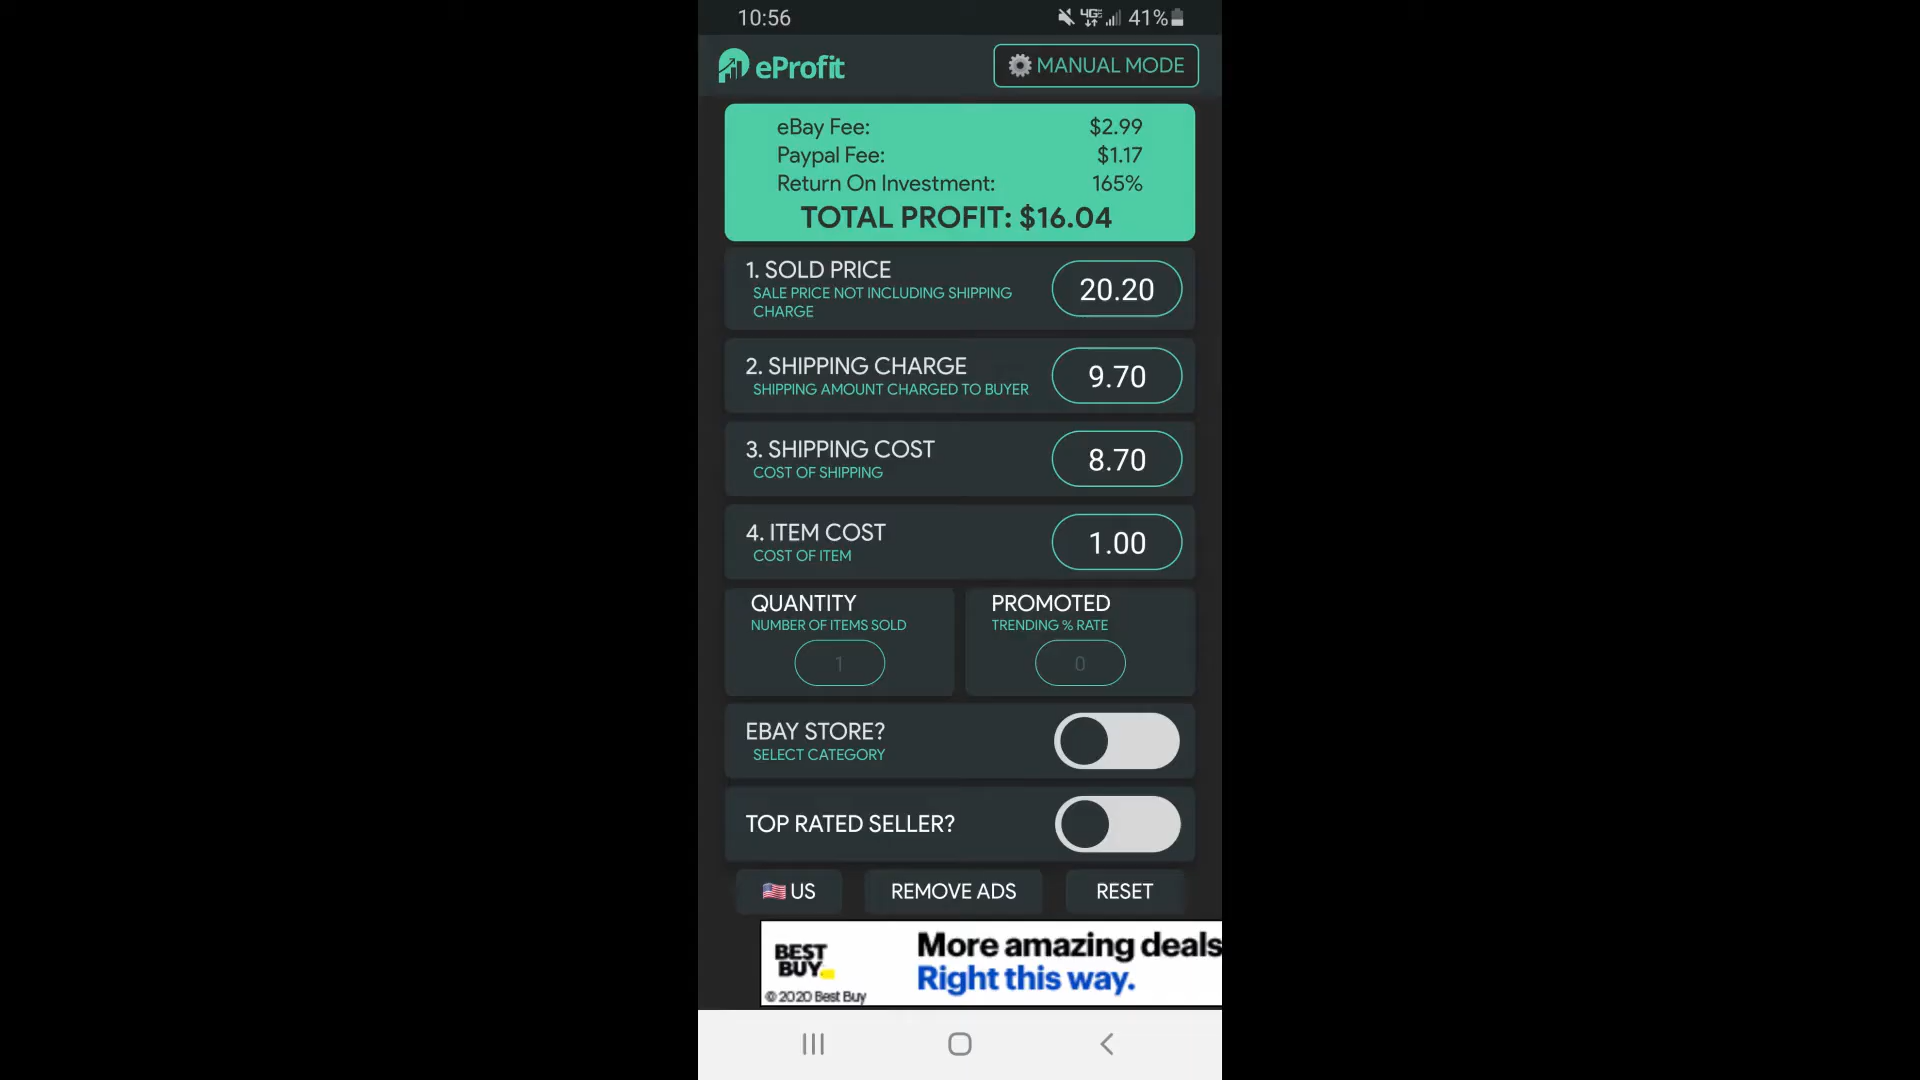 10:56
4G 41%
eProfit
MANUAL MODE
eBay Fee: $2.99
Paypal Fee: $1.17
Return On Investment: 165%
TOTAL PROFIT: $16.04
1. SOLD PRICE
SALE PRICE NOT INCLUDING SHIPPING
CHARGE
20.20
2. SHIPPING CHARGE
SHIPPING AMOUNT CHARGED TO BUYER
9.70
3. SHIPPING COST
COST OF SHIPPING
8.70
4. ITEM COST
COST OF ITEM
1.00
QUANTITY
NUMBER OF ITEMS SOLD
1
PROMOTED
TRENDING % RATE
0
EBAY STORE?
SELECT CATEGORY
TOP RATED SELLER?
US
REMOVE ADS
RESET
BEST
BUY
© 2020 Best Buy
More amazing deals
Right this way.